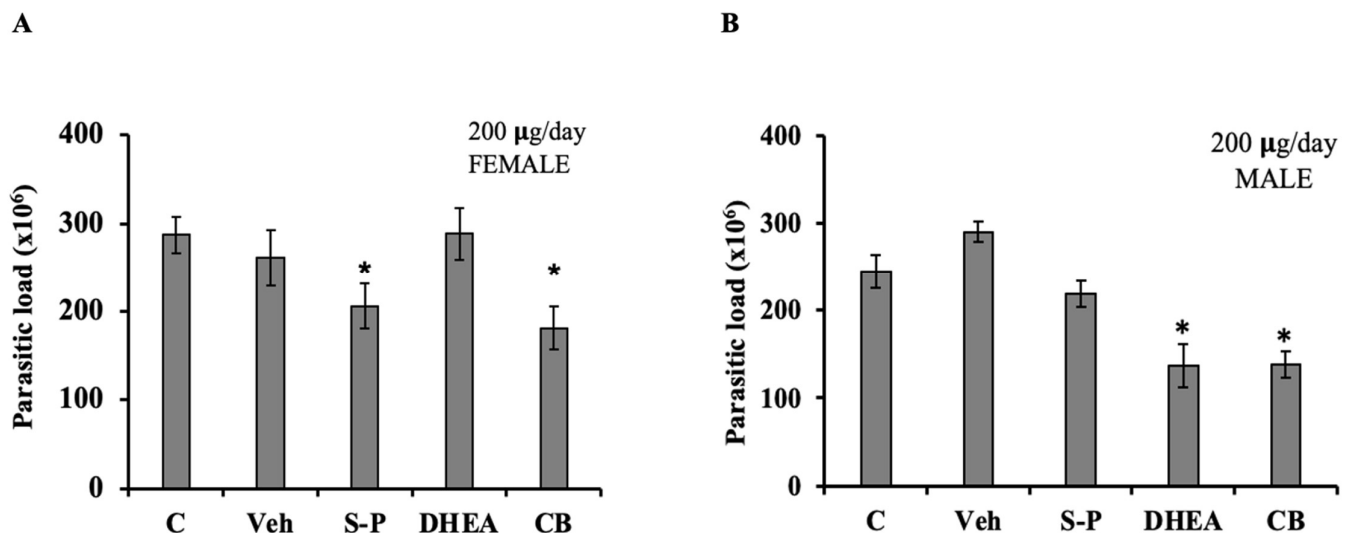 A
200 µg/day
FEMALE
Parasitic load (x10⁶)
400
300
200
100
0
*
*
C Veh S-P DHEA CB
B
200 µg/day
MALE
Parasitic load (x10⁶)
400
300
200
100
0
*
*
C Veh S-P DHEA CB